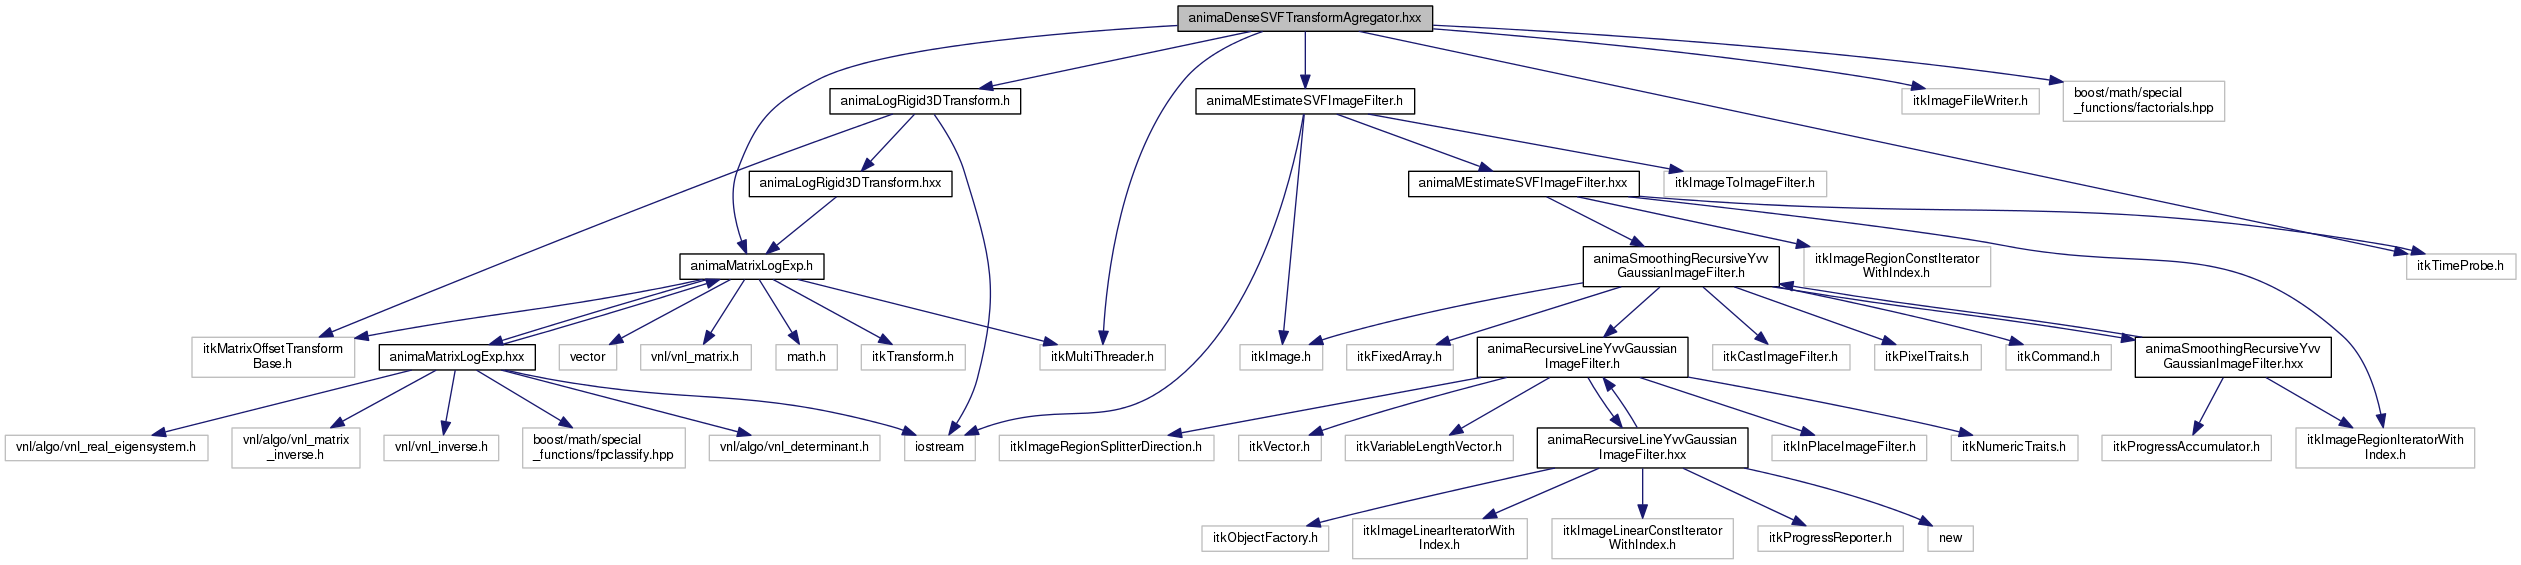 animaDenseSVFTransformAgregator.hxx
animaLogRigid3DTransform.h
animaMEstimateSVFImageFilter.h
itkImageFileWriter.h
boost/math/special
_functions/factorials.hpp
animaLogRigid3DTransform.hxx
animaMEstimateSVFImageFilter.hxx
itkImageToImageFilter.h
animaMatrixLogExp.h
animaSmoothingRecursiveYvv
GaussianImageFilter.h
itkImageRegionConstIterator
WithIndex.h
itkTimeProbe.h
itkMatrixOffsetTransform
Base.h
animaMatrixLogExp.hxx
vector
vnl/vnl_matrix.h
math.h
itkTransform.h
itkMultiThreader.h
itkImage.h
itkFixedArray.h
animaRecursiveLineYvvGaussian
ImageFilter.h
itkCastImageFilter.h
itkPixelTraits.h
itkCommand.h
animaSmoothingRecursiveYvv
GaussianImageFilter.hxx
vnl/algo/vnl_real_eigensystem.h
vnl/algo/vnl_matrix
_inverse.h
vnl/vnl_inverse.h
boost/math/special
_functions/fpclassify.hpp
vnl/algo/vnl_determinant.h
iostream
itkImageRegionSplitterDirection.h
itkVector.h
itkVariableLengthVector.h
animaRecursiveLineYvvGaussian
ImageFilter.hxx
itkInPlaceImageFilter.h
itkNumericTraits.h
itkProgressAccumulator.h
itkImageRegionIteratorWith
Index.h
itkObjectFactory.h
itkImageLinearIteratorWith
Index.h
itkImageLinearConstIterator
WithIndex.h
itkProgressReporter.h
new